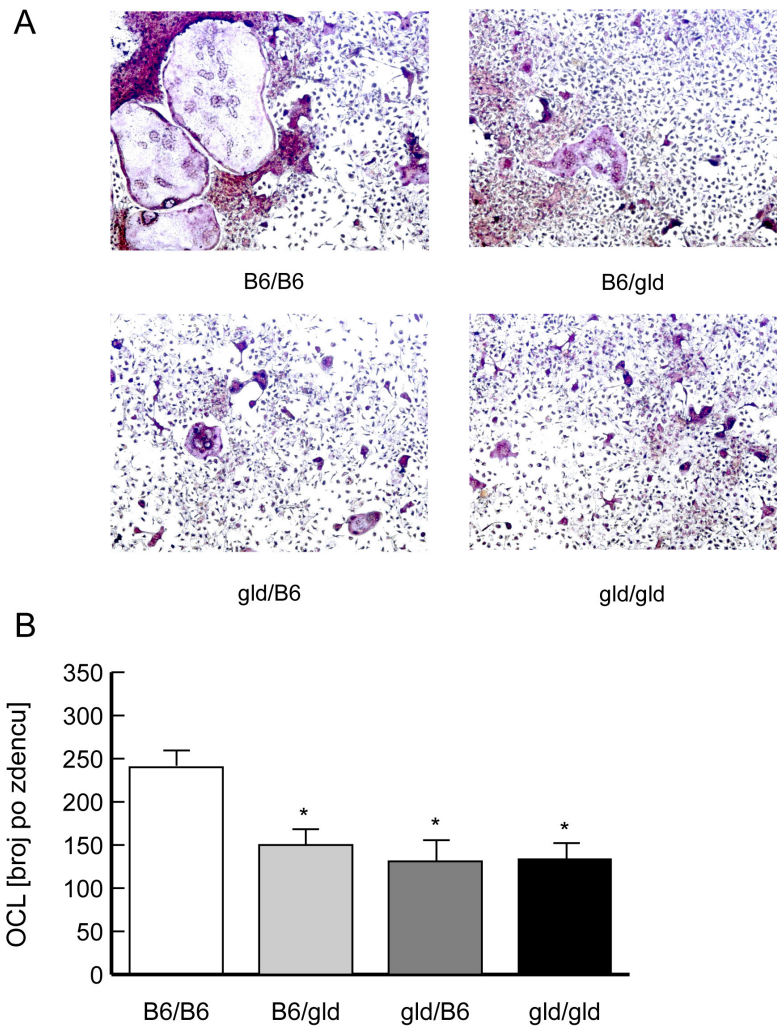 A
B6/B6 B6/gld
gld/B6 gld/gld
B
OCL [broj po zdencu]
350
300
250
200
150
100
50
0
* * *
B6/B6 B6/gld gld/B6 gld/gld